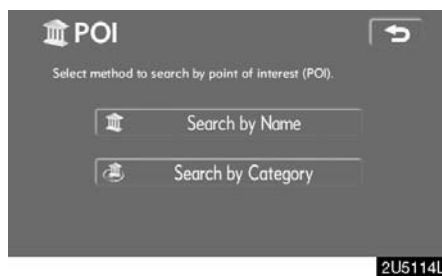 POI
Select method to search by point of interest (POI).
Search by Name
Search by Category
2U5114L